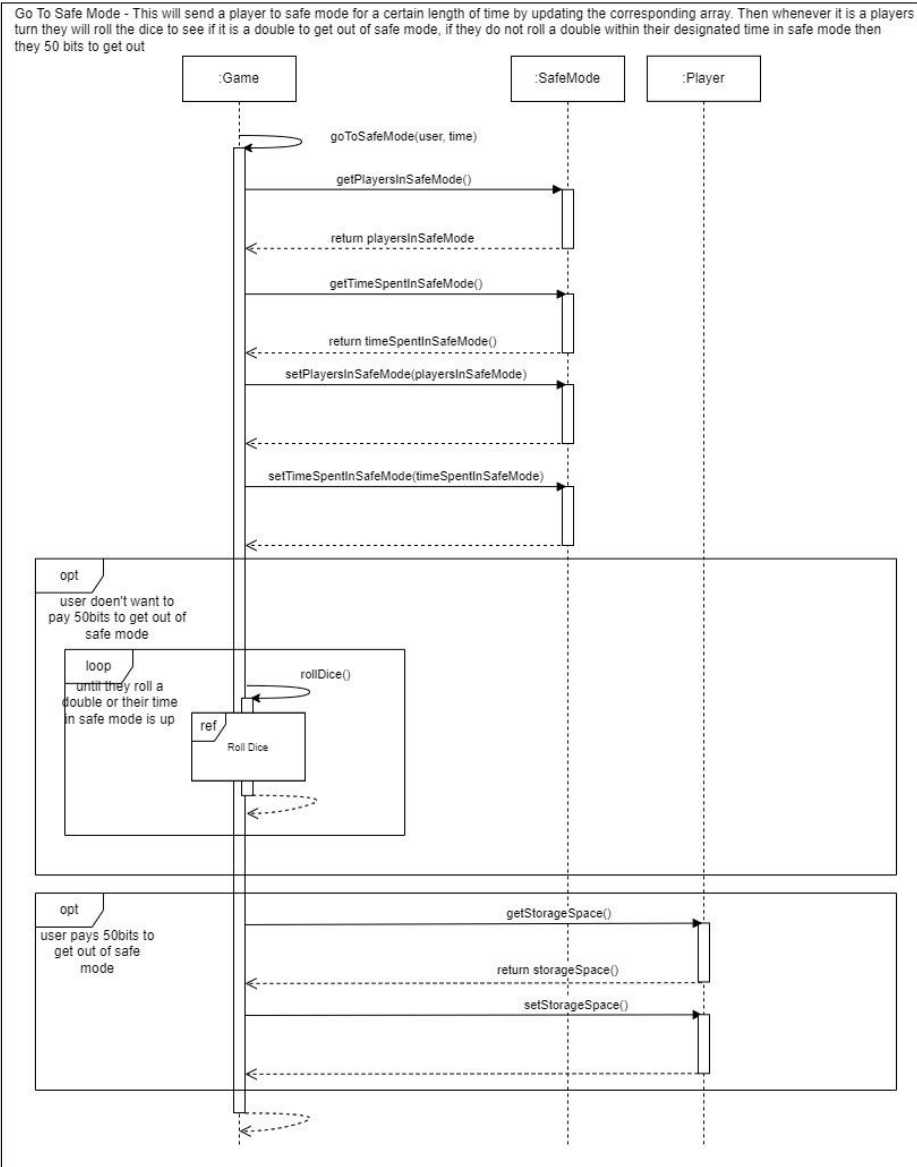 Go To Safe Mode - This will send a player to safe mode for a certain length of time by updating the corresponding array. Then whenever it is a players
turn they will roll the dice to see if it is a double to get out of safe mode, if they do not roll a double within their designated time in safe mode then
they 50 bits to get out
:Game
:SafeMode
:Player
goToSafeMode(user, time)
getPlayersInSafeMode()
return playersInSafeMode
getTimeSpentInSafeMode()
return timeSpentInSafeMode()
setPlayersInSafeMode(playersInSafeMode)
setTimeSpentInSafeMode(timeSpentInSafeMode)
opt
user doen't want to
pay 50bits to get out of
safe mode
loop
until they roll a
double or their time
in safe mode is up
rollDice()
ref
Roll Dice
opt
user pays 50bits to
get out of safe
mode
getStorageSpace()
return storageSpace()
setStorageSpace()